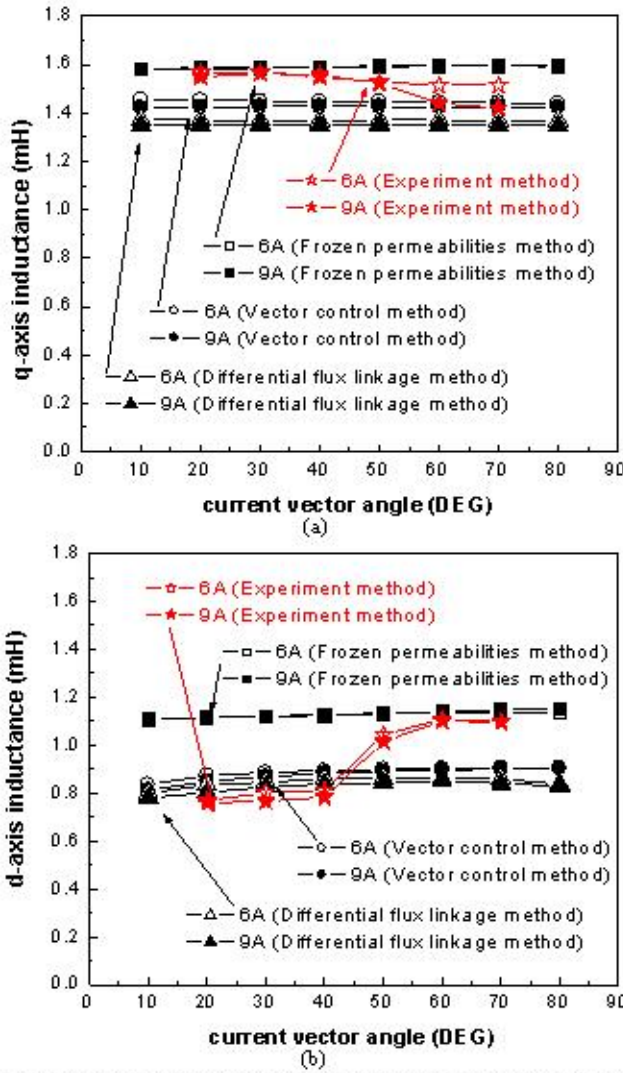 1.8
1.6
1.4
1.2
1.0
0.8
0.6
0.4
0.2
0.0
q-axis inductance (mH)
6A (Experiment method)
9A (Experiment method)
6A (Frozen permeabilities method)
9A (Frozen permeabilities method)
6A (Vector control method)
9A (Vector control method)
6A (Differential flux linkage method)
9A (Differential flux linkage method)
0 10 20 30 40 50 60 70 80 90
current vector angle (DEG)
(a)
1.8
1.6
1.4
1.2
1.0
0.8
0.6
0.4
0.2
0.0
d-axis inductance (mH)
6A (Experiment method)
9A (Experiment method)
6A (Frozen permeabilities method)
9A (Frozen permeabilities method)
6A (Vector control method)
9A (Vector control method)
6A (Differential flux linkage method)
9A (Differential flux linkage method)
0 10 20 30 40 50 60 70 80 90
current vector angle (DEG)
(b)